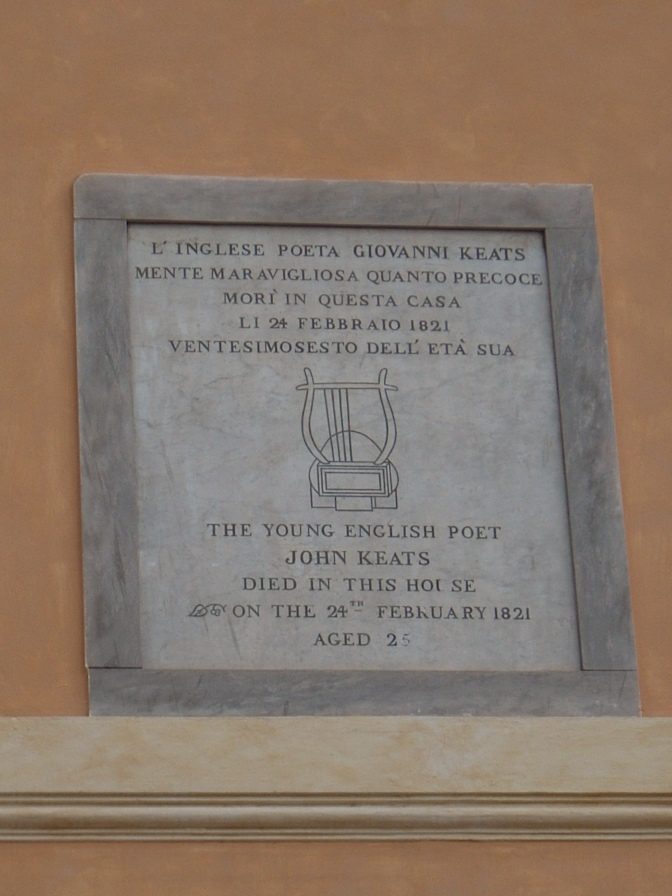 L' INGLESE POETA GIOVANNI KEATS
MENTE MARAVIGLIOSA QUANTO PRECOCE
MORÌ IN QUESTA CASA
LI 24 FEBBRAIO 1821
VENTESIMOSESTO DELL' ETÀ SUA
THE YOUNG ENGLISH POET
JOHN KEATS
DIED IN THIS HOUSE
ON THE 24TH FEBRUARY 1821
AGED 25